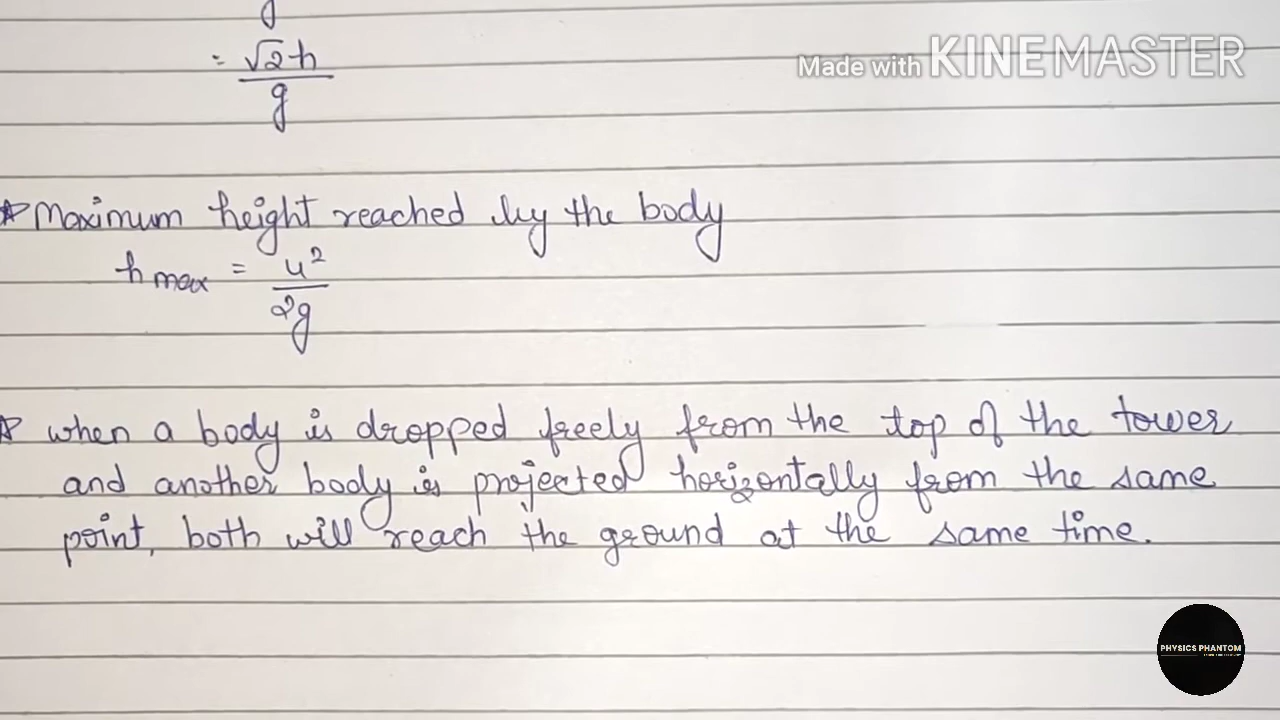 = √2h
g
Made with KINEMASTER
☆ Maximum height reached by the body
h max = u²
2g
☆ when a body is dropped freely from the top of the tower
and another body is projected horizontally from the same
point, both will reach the ground at the same time.
PHYSICS PHANTOM